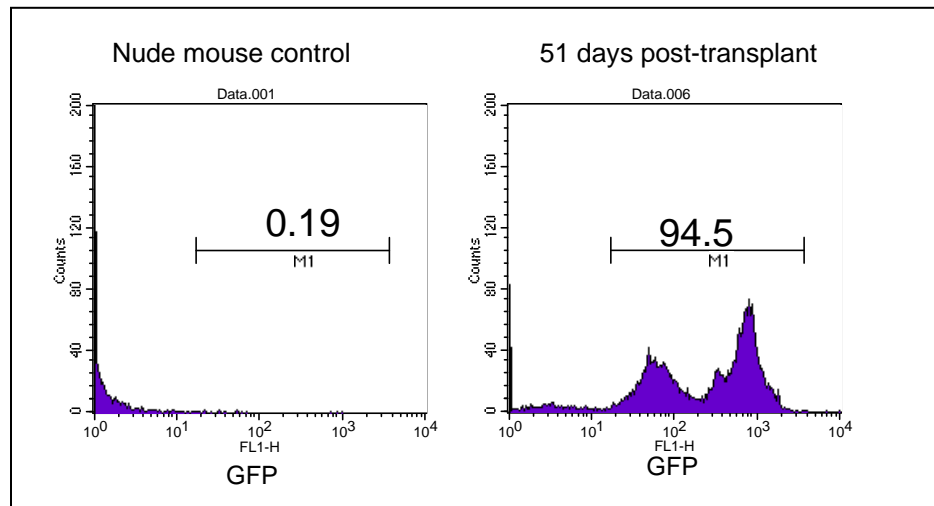 Nude mouse control
51 days post-transplant
Data.001
200
160
120
80
40
0
Counts
0.19
M1
10^0 10^1 10^2 10^3 10^4
FL1-H
GFP
Data.006
200
160
120
80
40
0
Counts
94.5
M1
10^0 10^1 10^2 10^3 10^4
FL1-H
GFP